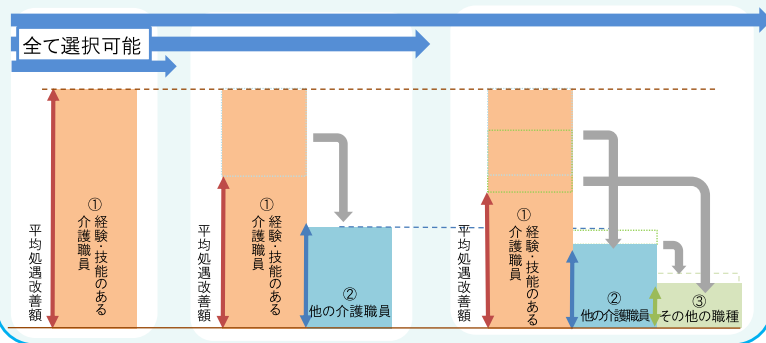 全て選択可能
平均処遇改善額
①
経験・技能のある
介護職員
平均処遇改善額
①
経験・技能のある
介護職員
②
他の介護職員
平均処遇改善額
①
経験・技能のある
介護職員
②
他の介護職員
③
その他の職種